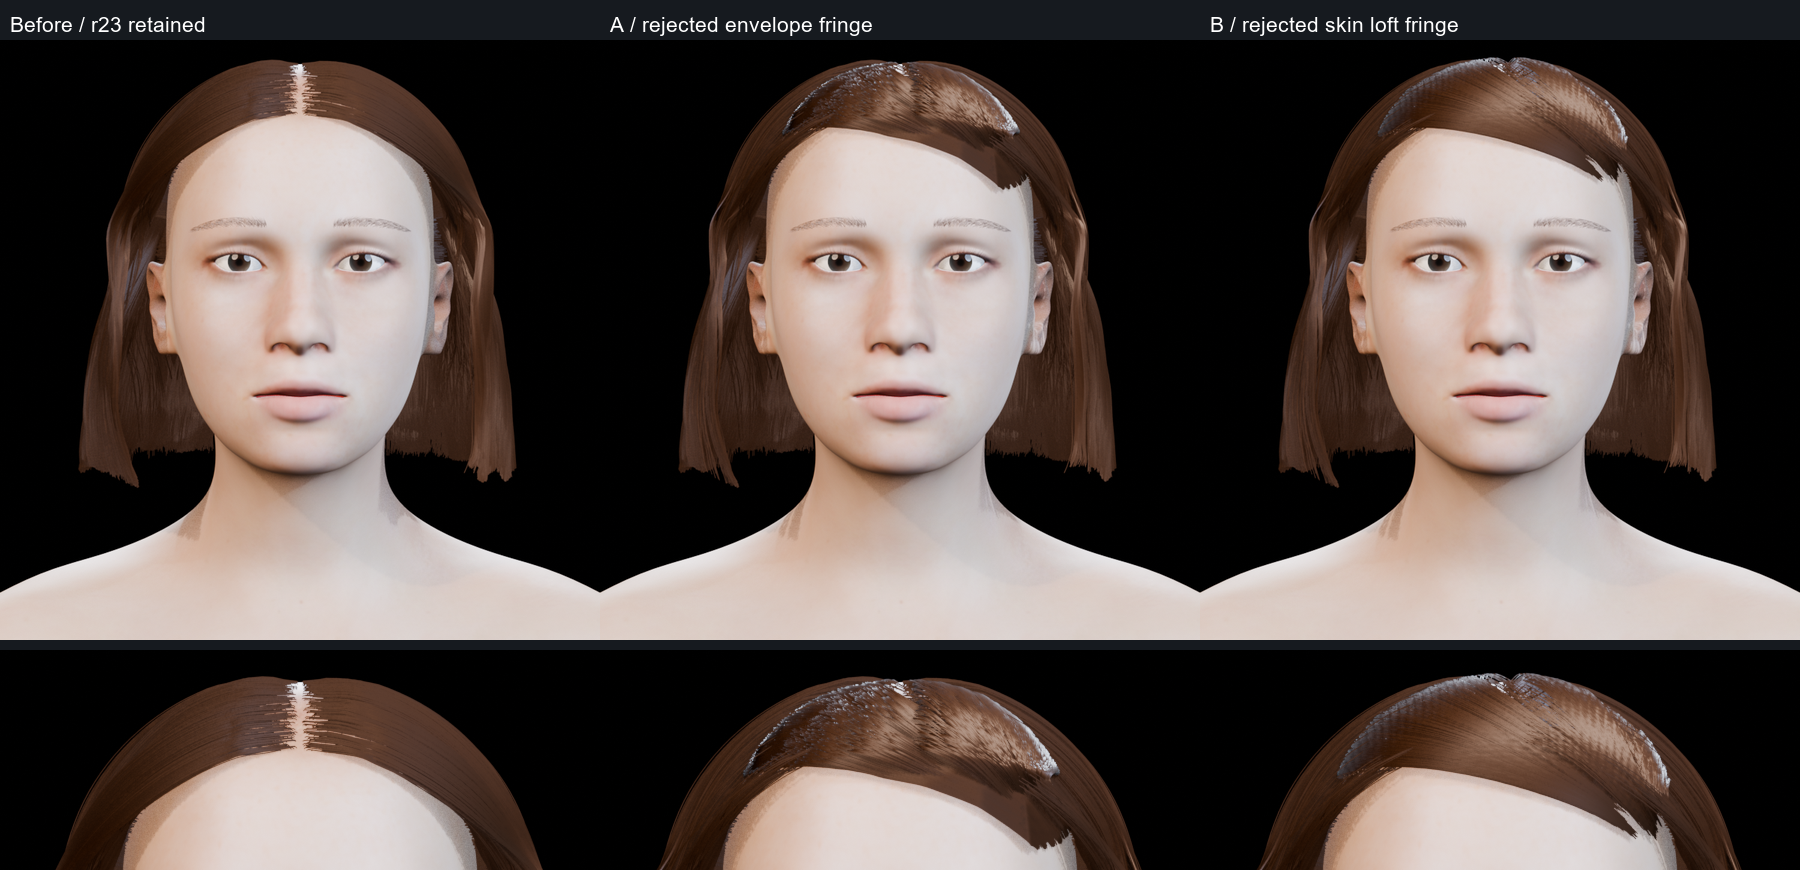 Before / r23 retained
A / rejected envelope fringe
B / rejected skin loft fringe